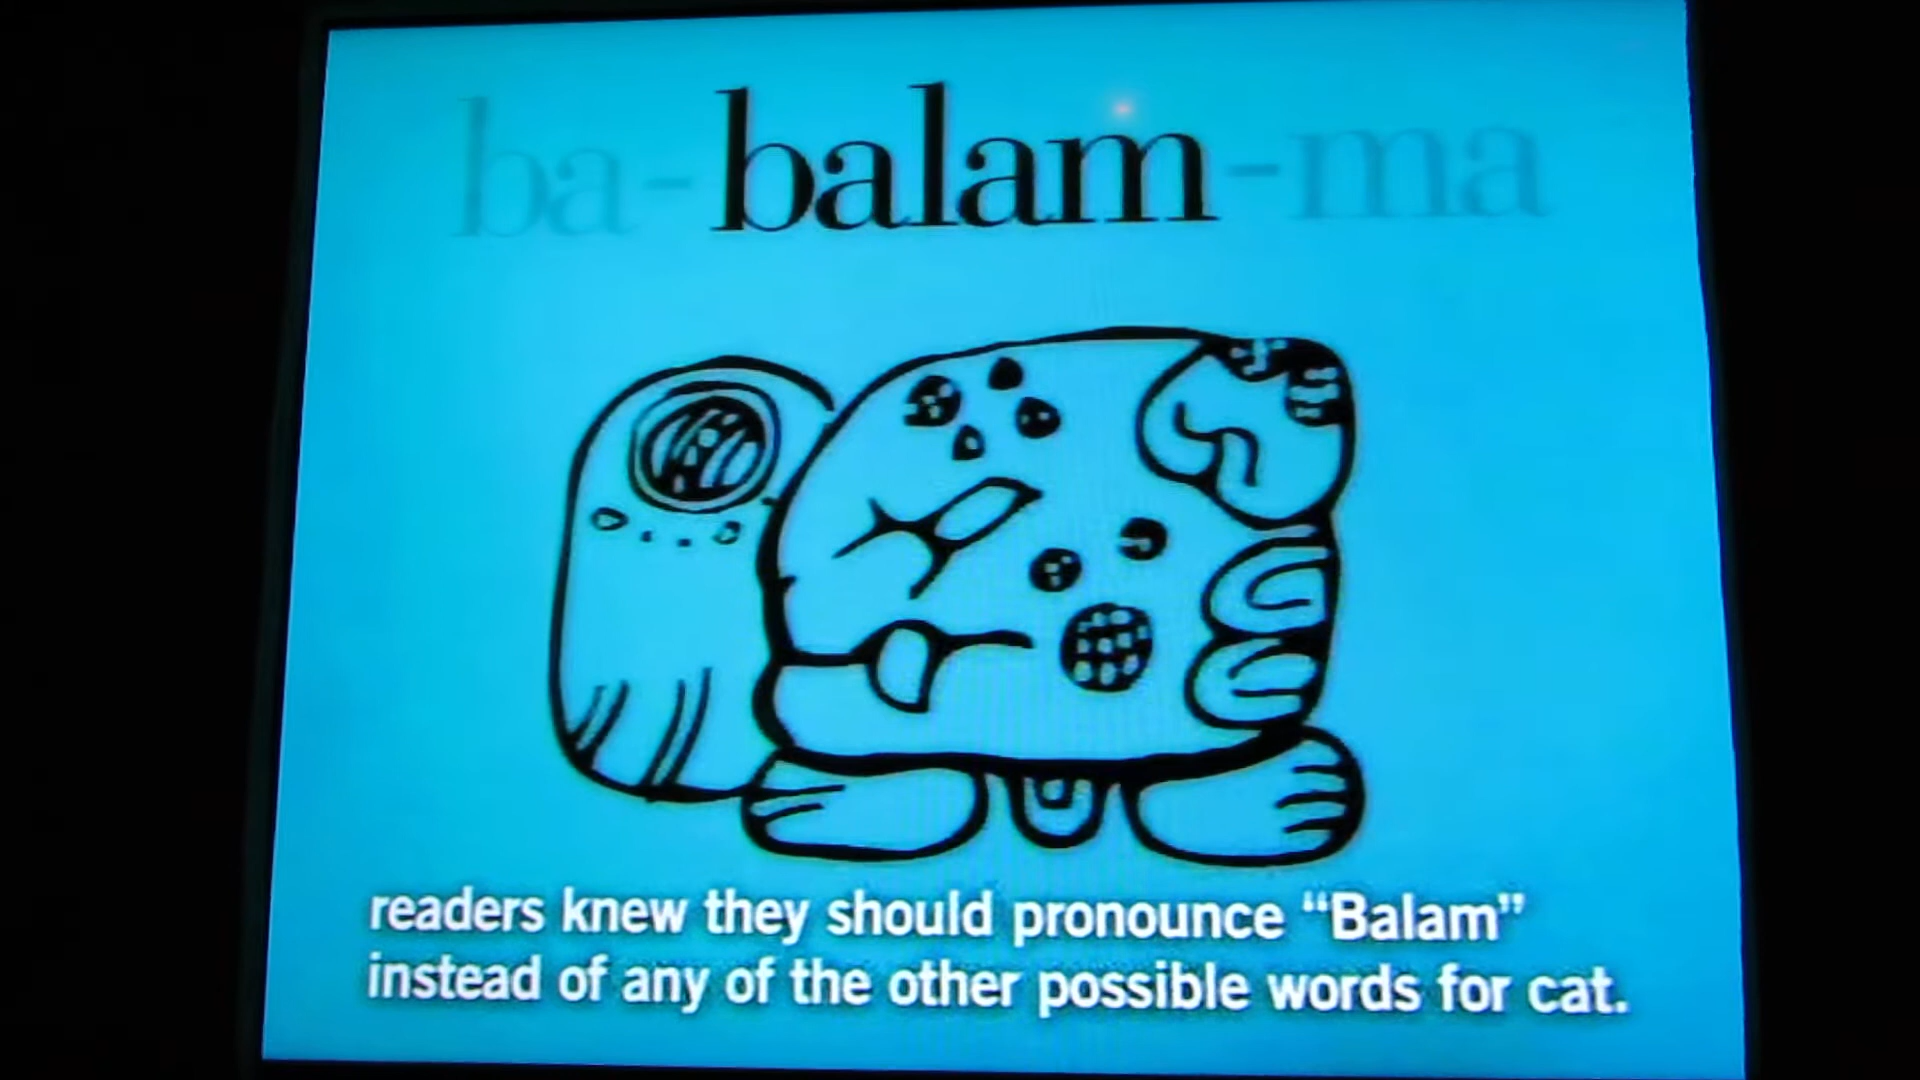 ba-balam-ma
readers knew they should pronounce “Balam”
instead of any of the other possible words for cat.